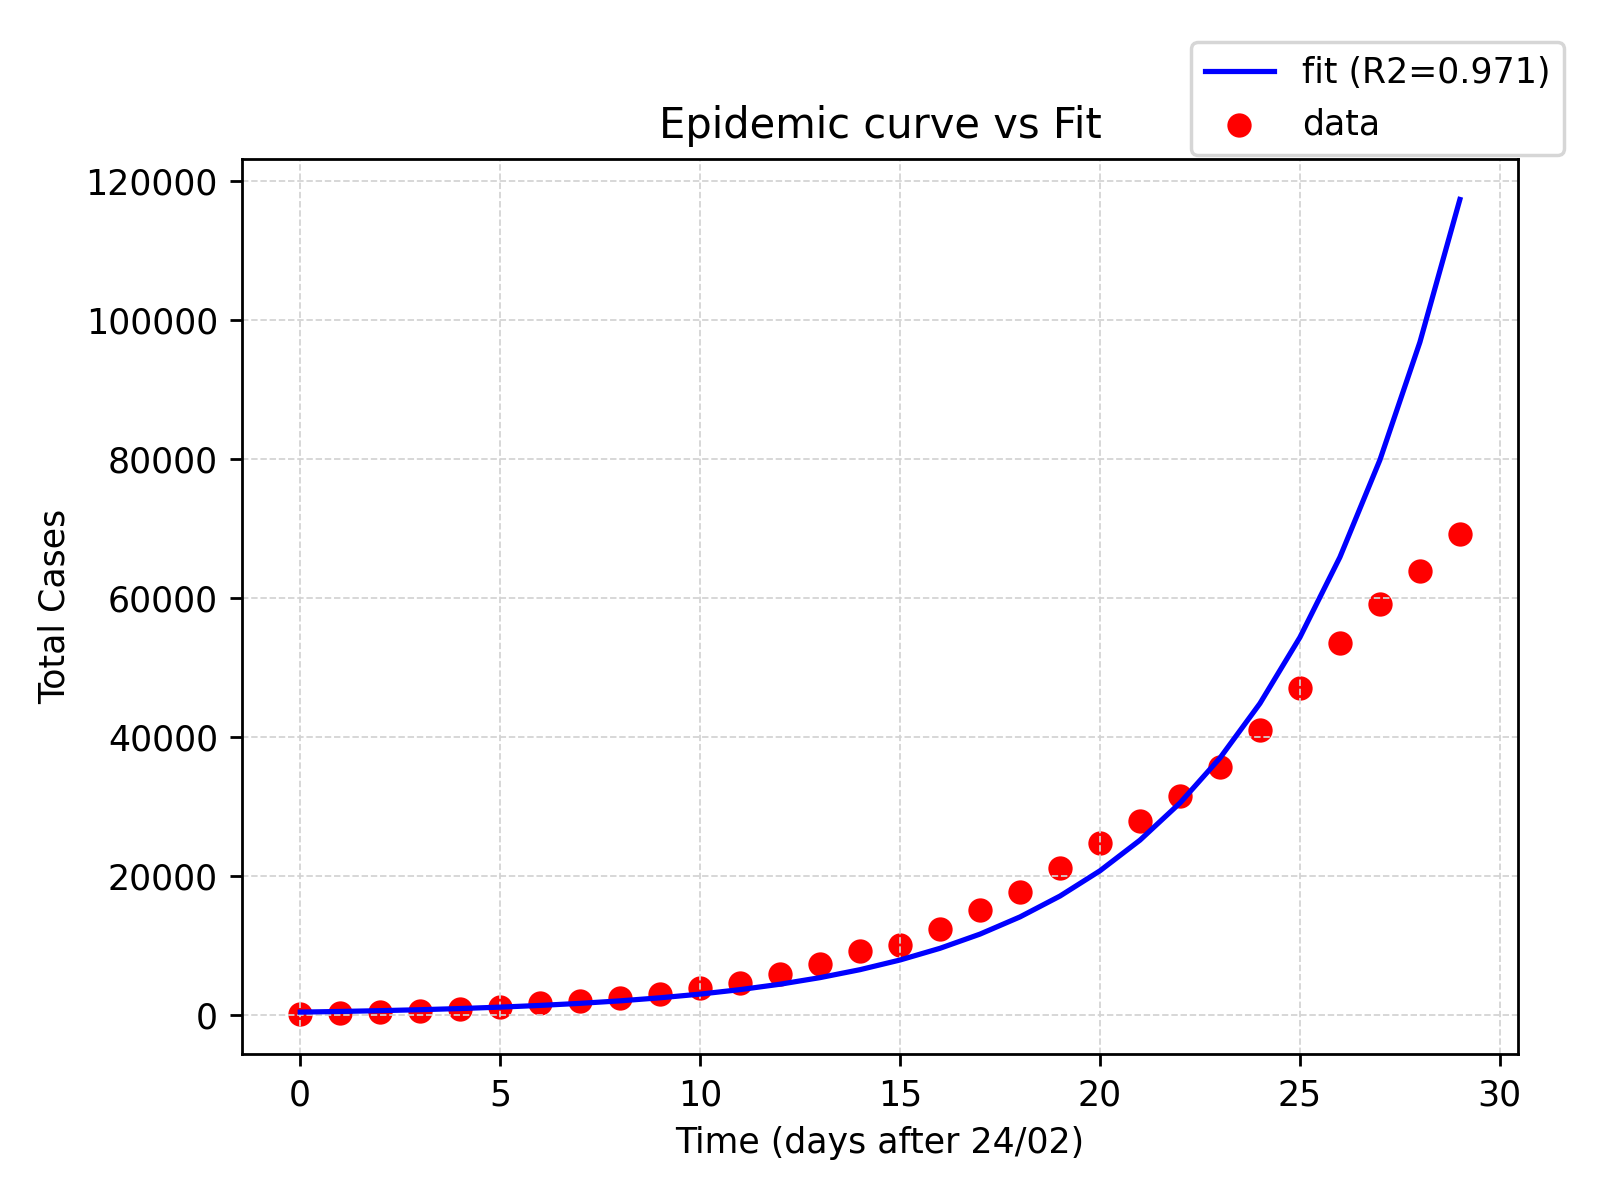 fit (R2=0.971)
data
Epidemic curve vs Fit
120000
100000
80000
60000
40000
20000
0
Total Cases
0 5 10 15 20 25 30
Time (days after 24/02)